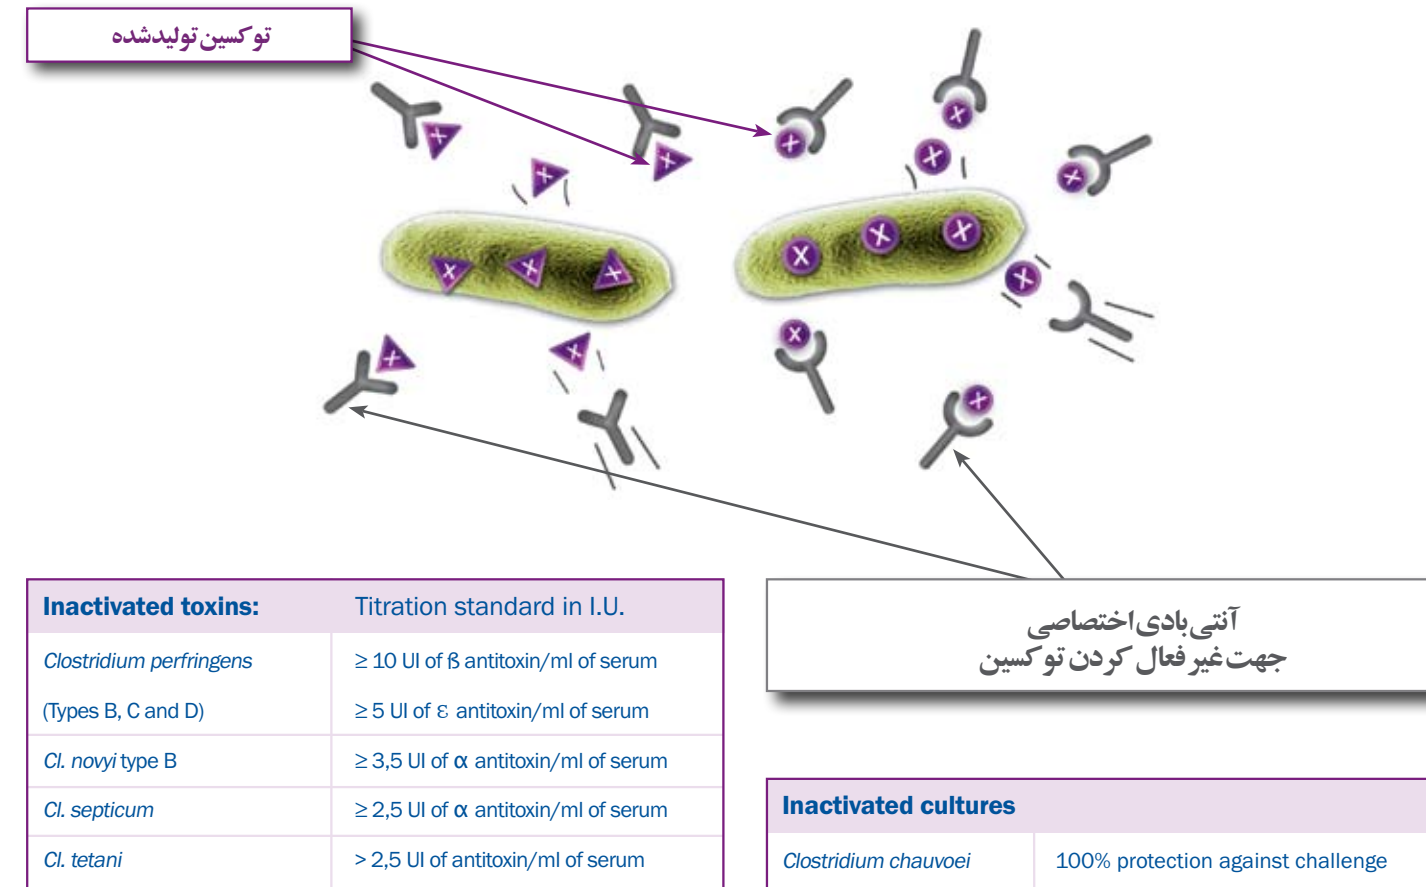 توکسین تولیدشده
آنتی‌بادی اختصاصی
جهت غیر فعال کردن توکسین
Inactivated toxins: Titration standard in I.U.
Clostridium perfringens ≥ 10 UI of ß antitoxin/ml of serum
(Types B, C and D) ≥ 5 UI of ε antitoxin/ml of serum
Cl. novyi type B ≥ 3,5 UI of α antitoxin/ml of serum
Cl. septicum ≥ 2,5 UI of α antitoxin/ml of serum
Cl. tetani > 2,5 UI of antitoxin/ml of serum
Inactivated cultures
Clostridium chauvoei 100% protection against challenge